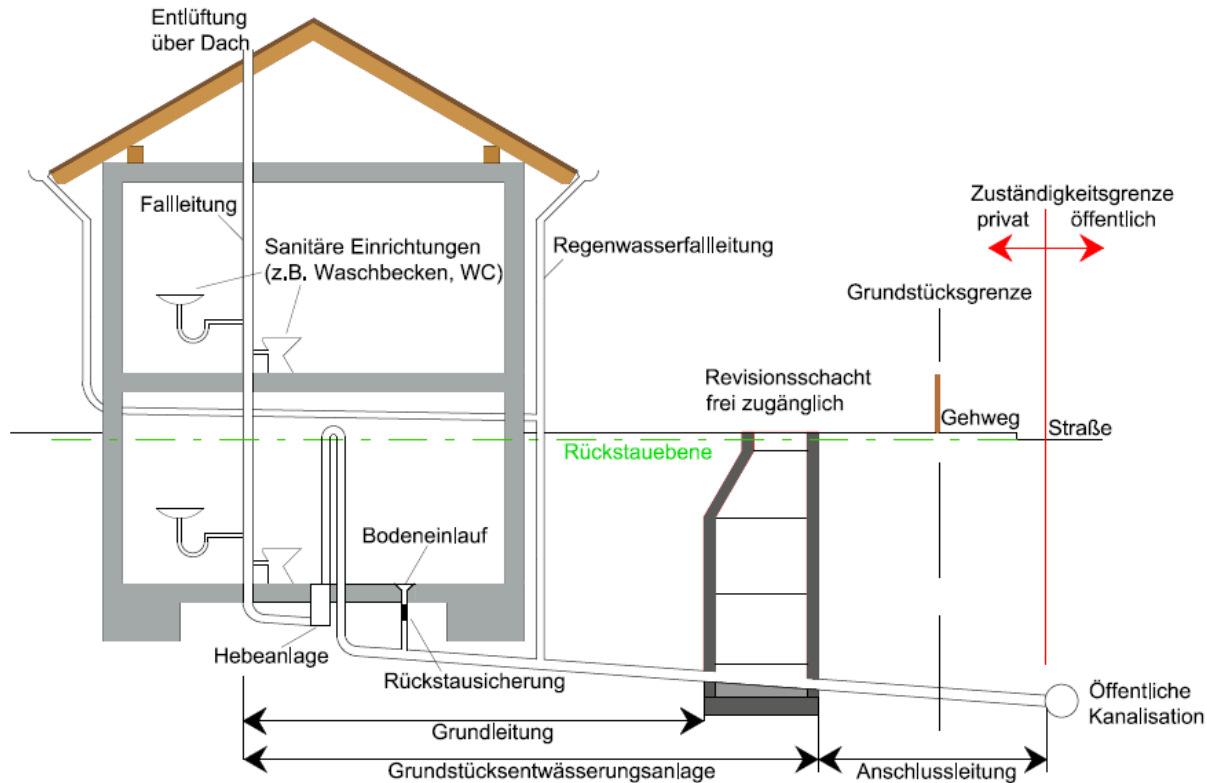 Entlüftung
über Dach
Fallleitung
Sanitäre Einrichtungen
(z.B. Waschbecken, WC)
Regenwasserfallleitung
Zuständigkeitsgrenze
privat öffentlich
Grundstücksgrenze
Revisionsschacht
frei zugänglich
Gehweg
Straße
Rückstauebene
Bodeneinlauf
Hebeanlage
Rückstausicherung
Öffentliche
Kanalisation
Grundleitung
Grundstücksentwässerungsanlage
Anschlussleitung